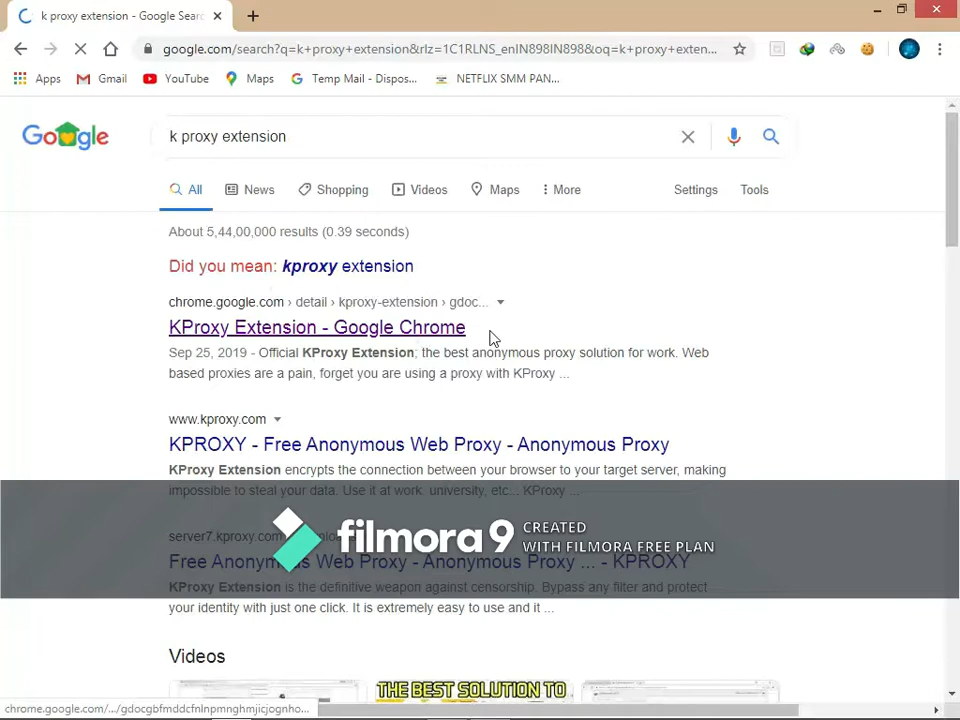 k proxy extension - Google Searc
google.com/search?q=k+proxy+extension&rlz=1C1RLNS_enIN898IN898&oq=k+proxy+exten...
Apps Gmail YouTube Maps Temp Mail - Dispos... NETFLIX SMM PAN...
Google k proxy extension
All News Shopping Videos Maps More Settings Tools
About 5,44,00,000 results (0.39 seconds)
Did you mean: kproxy extension
chrome.google.com › detail › kproxy-extension › gdoc...
KProxy Extension - Google Chrome
Sep 25, 2019 - Official KProxy Extension; the best anonymous proxy solution for work. Web
based proxies are a pain, forget you are using a proxy with KProxy ...
www.kproxy.com
KPROXY - Free Anonymous Web Proxy - Anonymous Proxy
KProxy Extension encrypts the connection between your browser to your target server, making
impossible to steal your data. Use it at work, university, etc... KProxy ...
filmora9 CREATED
WITH FILMORA FREE PLAN
server7.kproxy.com
Free Anonymous Web Proxy - Anonymous Proxy ... - KPROXY
KProxy Extension is the definitive weapon against censorship. Bypass any filter and protect
your identity with just one click. It is extremely easy to use and it ...
Videos
THE BEST SOLUTION TO
chrome.google.com/.../gdocgbfmddcfnlnpmnghmjicjognho...